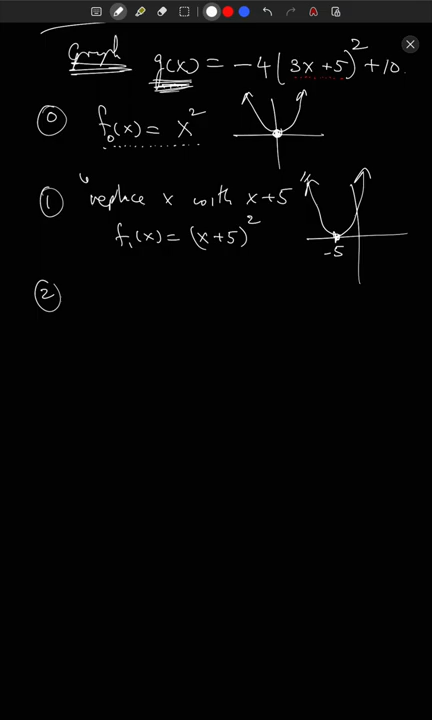 Graph g(x) = -4(3x+5)² + 10
⓪ f₀(x) = x²
① "replace x with x+5"
f₁(x) = (x+5)²
-5
②